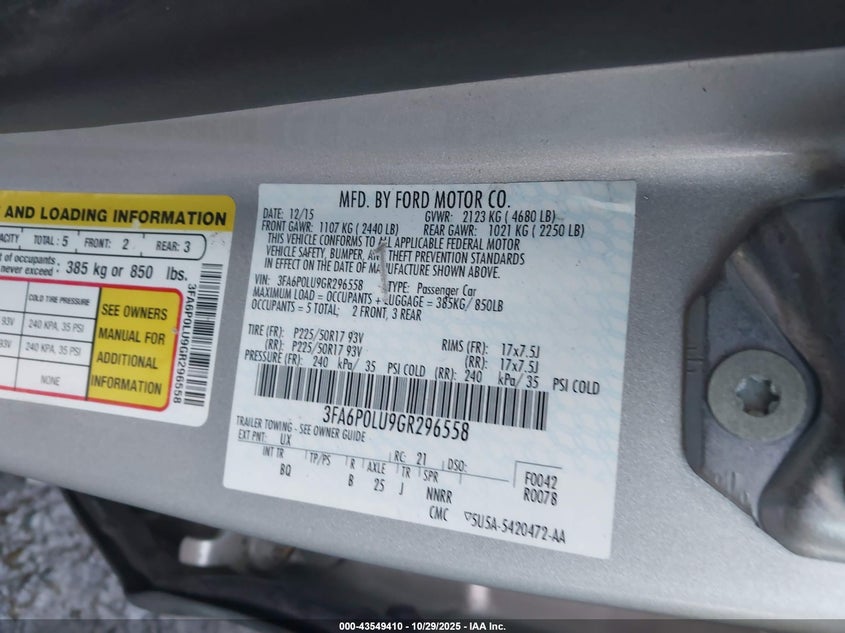 AND LOADING INFORMATION
TOTAL : 5 FRONT: 2 REAR: 3
of occupants
never exceed : 385 kg or 850 lbs.
COLD TIRE PRESSURE
93V 240 KPA, 35 PSI
93V 240 KPA, 35 PSI
NONE
SEE OWNERS
MANUAL FOR
ADDITIONAL
INFORMATION
3FA6P0LU9GR296558
MFD. BY FORD MOTOR CO.
DATE: 12/15 GVWR: 2123 KG ( 4680 LB)
FRONT GAWR: 1107 KG ( 2440 LB) REAR GAWR: 1021 KG ( 2250 LB)
THIS VEHICLE CONFORMS TO ALL APPLICABLE FEDERAL MOTOR
VEHICLE SAFETY, BUMPER, AND THEFT PREVENTION STANDARDS
IN EFFECT ON THE DATE OF MANUFACTURE SHOWN ABOVE.
VIN: 3FA6P0LU9GR296558 TYPE: Passenger Car
MAXIMUM LOAD = OCCUPANTS + LUGGAGE = 385KG/850LB
OCCUPANTS = 5 TOTAL; 2 FRONT, 3 REAR
TIRE (FR): P225/50R17 93V RIMS (FR): 17x7.5J
(RR): P225/50R17 93V (RR): 17x7.5J
PRESSURE (FR): 240 kPa/ 35 PSI COLD (RR): 240 kPa/35 PSI COLD
3FA6P0LU9GR296558
TRAILER TOWING - SEE OWNER GUIDE
EXT PNT: UX RC: 21 DSO:
INT TR TP/PS R AXLE TR SPR F0042
BQ B 25 J NNRR R0078
CMC ▽5U5A-5420472-AA
000-43549410 - 10/29/2025 - IAA Inc.